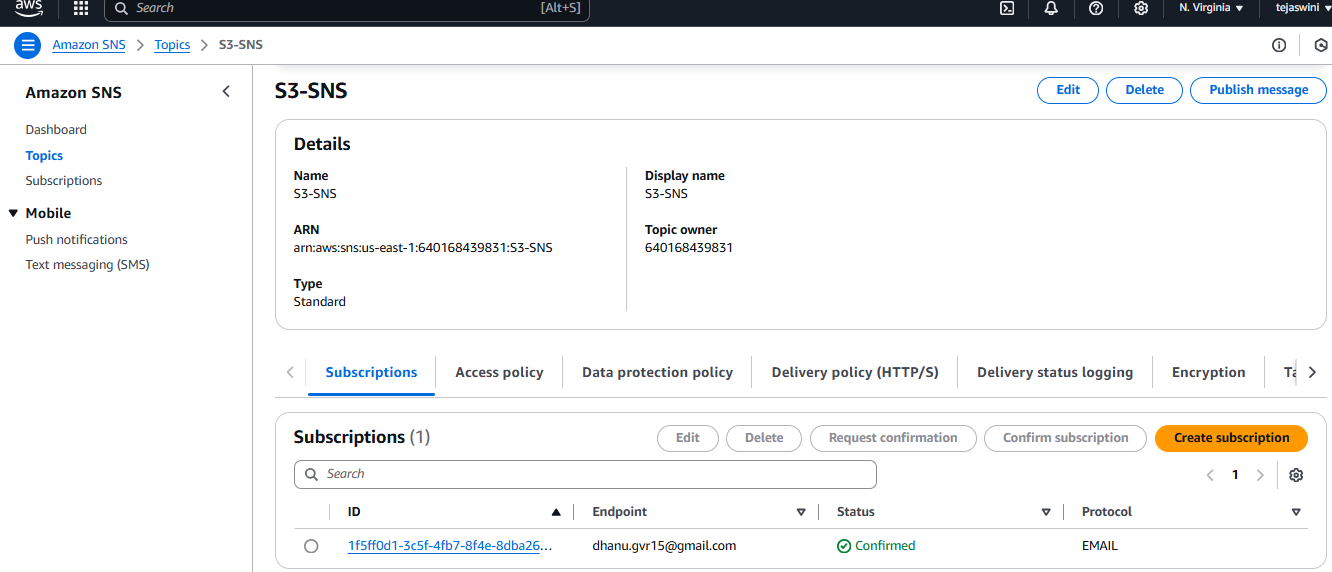 aws
Search [Alt+S] N. Virginia tejaswini
Amazon SNS Topics S3-SNS
Amazon SNS
Dashboard
Topics
Subscriptions
Mobile
Push notifications
Text messaging (SMS)
S3-SNS
Edit Delete Publish message
Details
Name
S3-SNS
Display name
S3-SNS
ARN
arn:aws:sns:us-east-1:640168439831:S3-SNS
Topic owner
640168439831
Type
Standard
Subscriptions Access policy Data protection policy Delivery policy (HTTP/S) Delivery status logging Encryption
Subscriptions (1)
Edit Delete Request confirmation Confirm subscription Create subscription
Search
1
ID Endpoint Status Protocol
1f5ff0d1-3c5f-4fb7-8f4e-8dba26... dhanu.gvr15@gmail.com Confirmed EMAIL